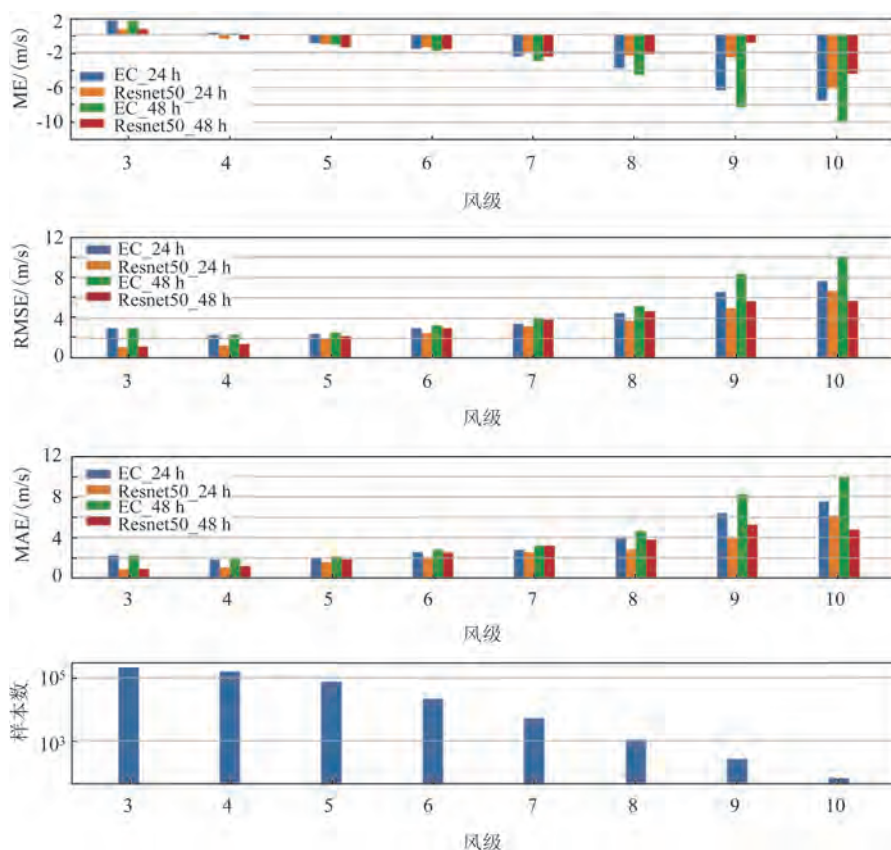 2
-2
-6
-10
ME/(m/s)
EC_24 h
Resnet50_24 h
EC_48 h
Resnet50_48 h
3 4 5 6 7 8 9 10
风级
12
8
4
0
RMSE/(m/s)
EC_24 h
Resnet50_24 h
EC_48 h
Resnet50_48 h
3 4 5 6 7 8 9 10
风级
12
8
4
0
MAE/(m/s)
EC_24 h
Resnet50_24 h
EC_48 h
Resnet50_48 h
3 4 5 6 7 8 9 10
风级
10⁵
10³
样本数
3 4 5 6 7 8 9 10
风级